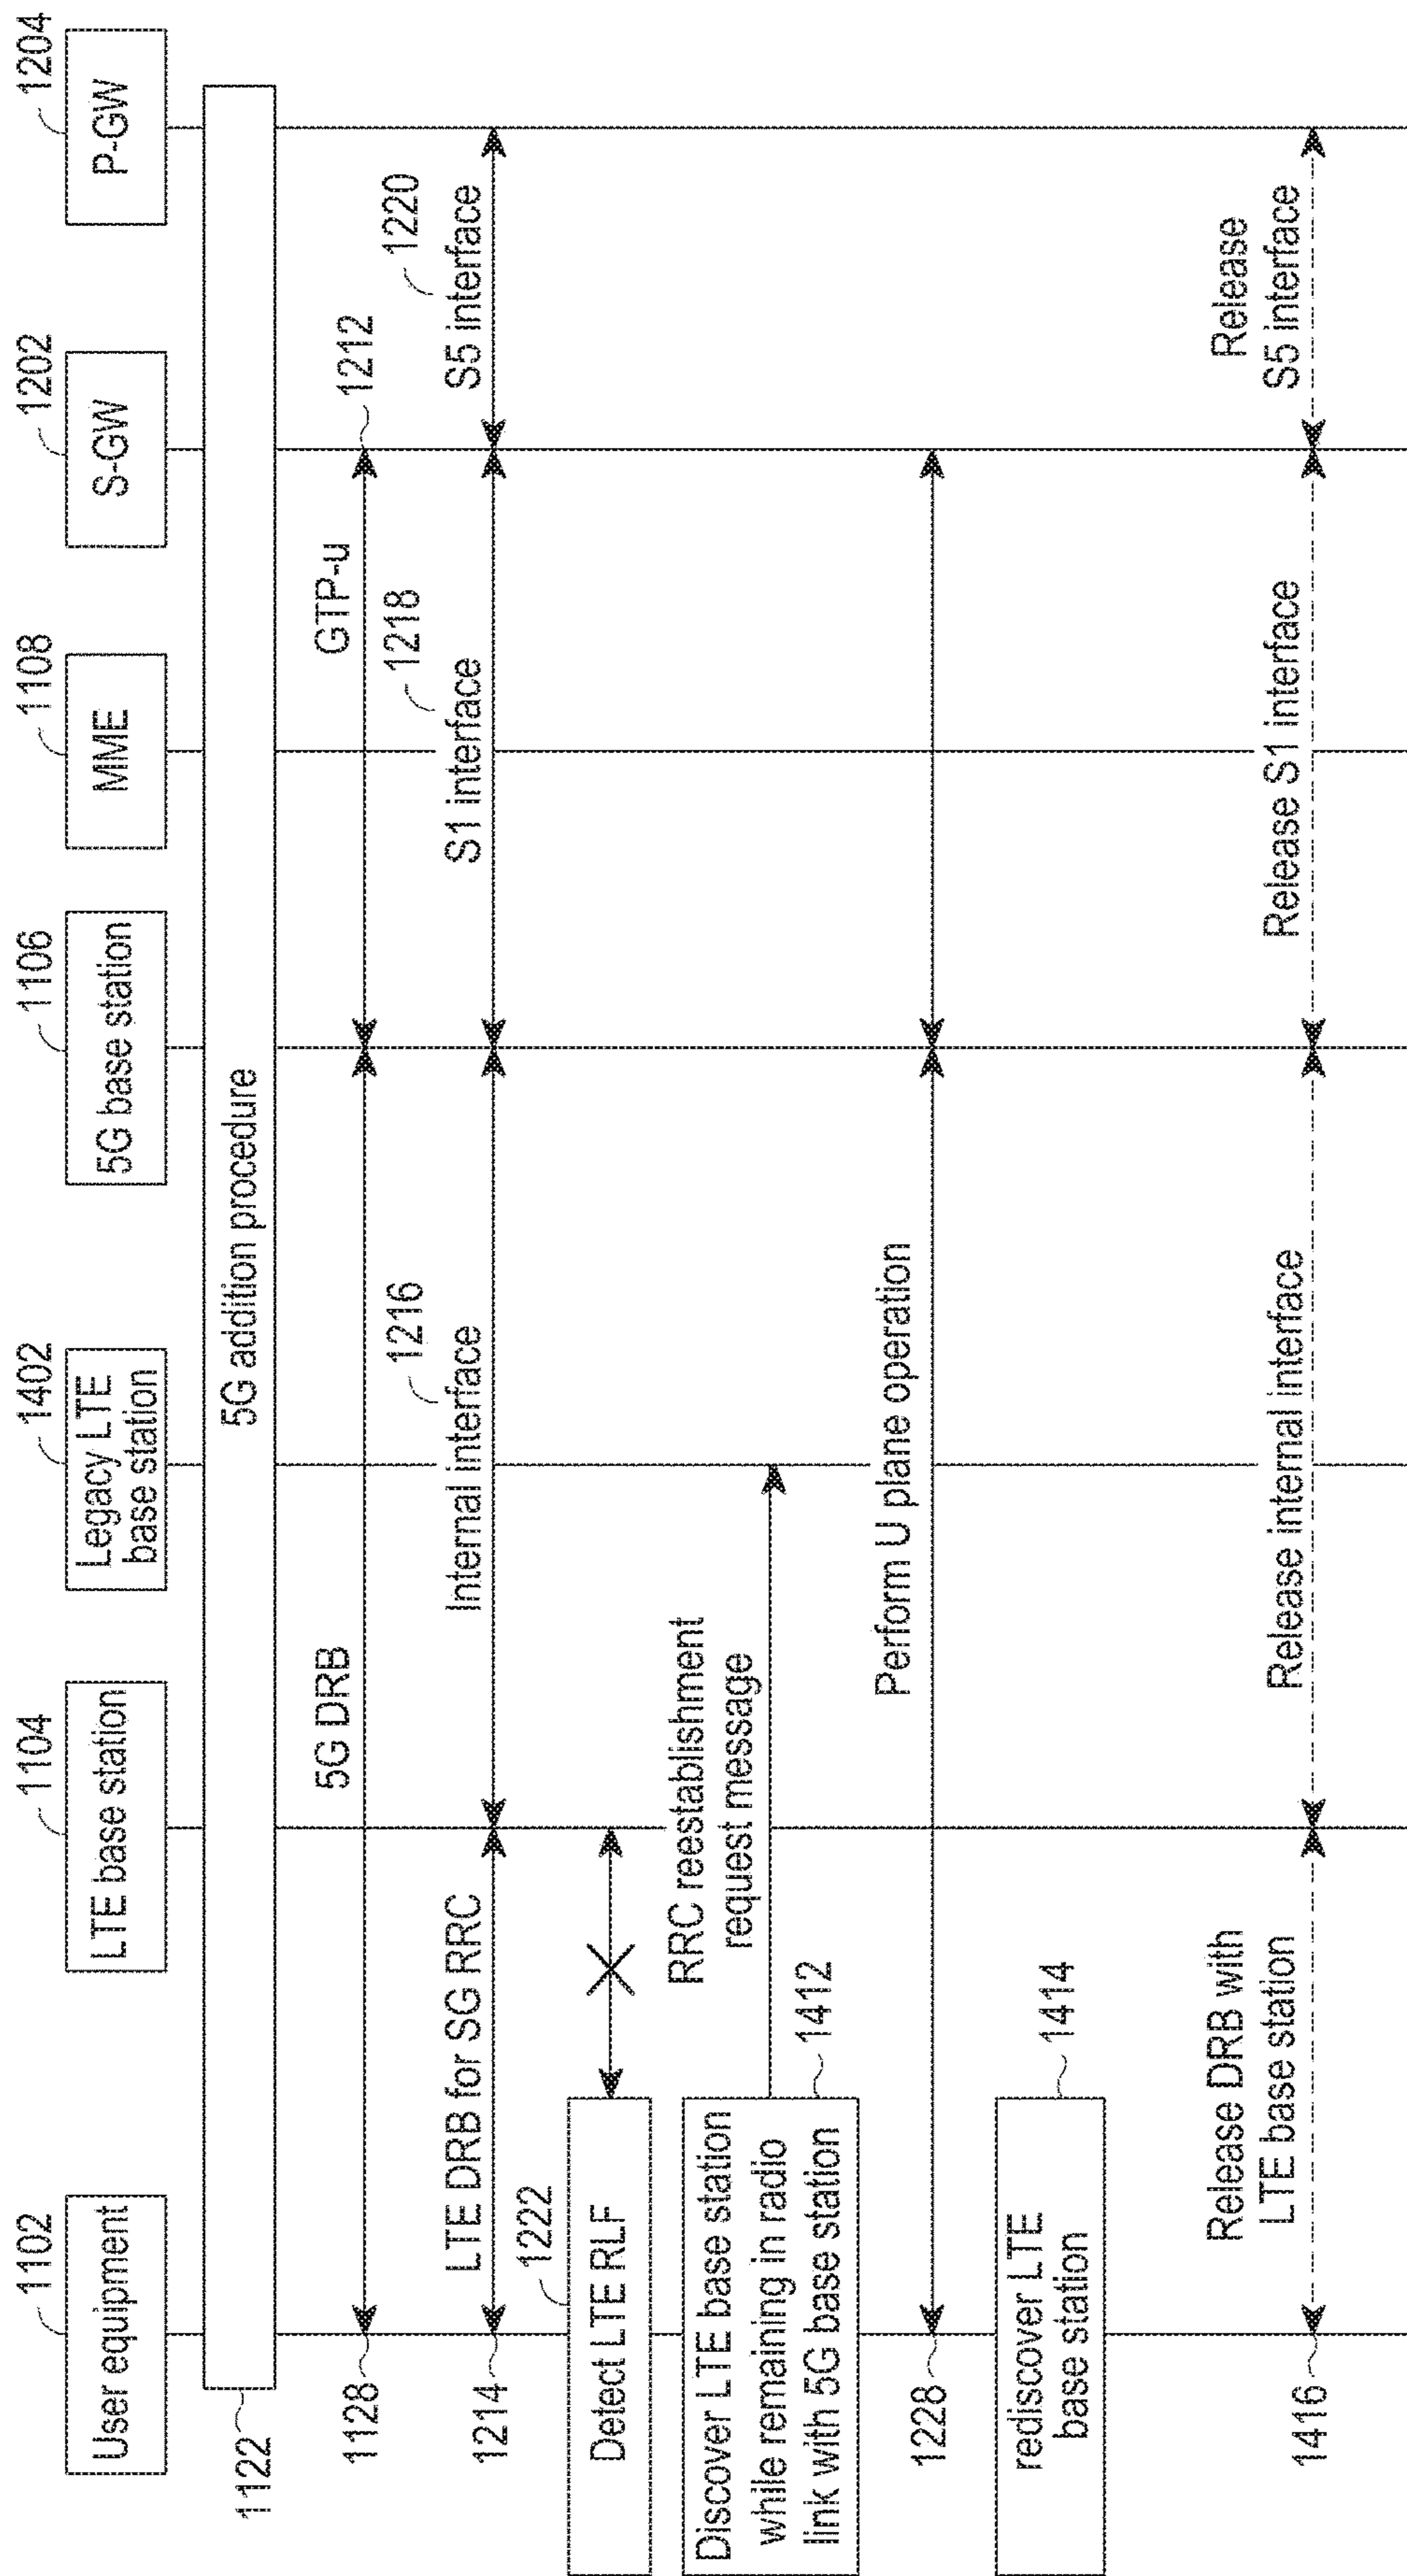 1102
1104
1402
1106
1108
1202
1204
User equipment
LTE base station
Legacy LTE
base station
5G base station
MME
S-GW
P-GW
1122
5G addition procedure
1128
5G DRB
GTP-u
1212
1214
LTE DRB for SG RRC
1216
Internal interface
1218
S1 interface
1220
S5 interface
1222
Detect LTE RLF
Discover LTE base station
while remaining in radio
link with 5G base station
1412
RRC reestablishment
request message
1228
Perform U plane operation
rediscover LTE
base station
1414
1416
Release DRB with
LTE base station
Release internal interface
Release S1 interface
Release
S5 interface